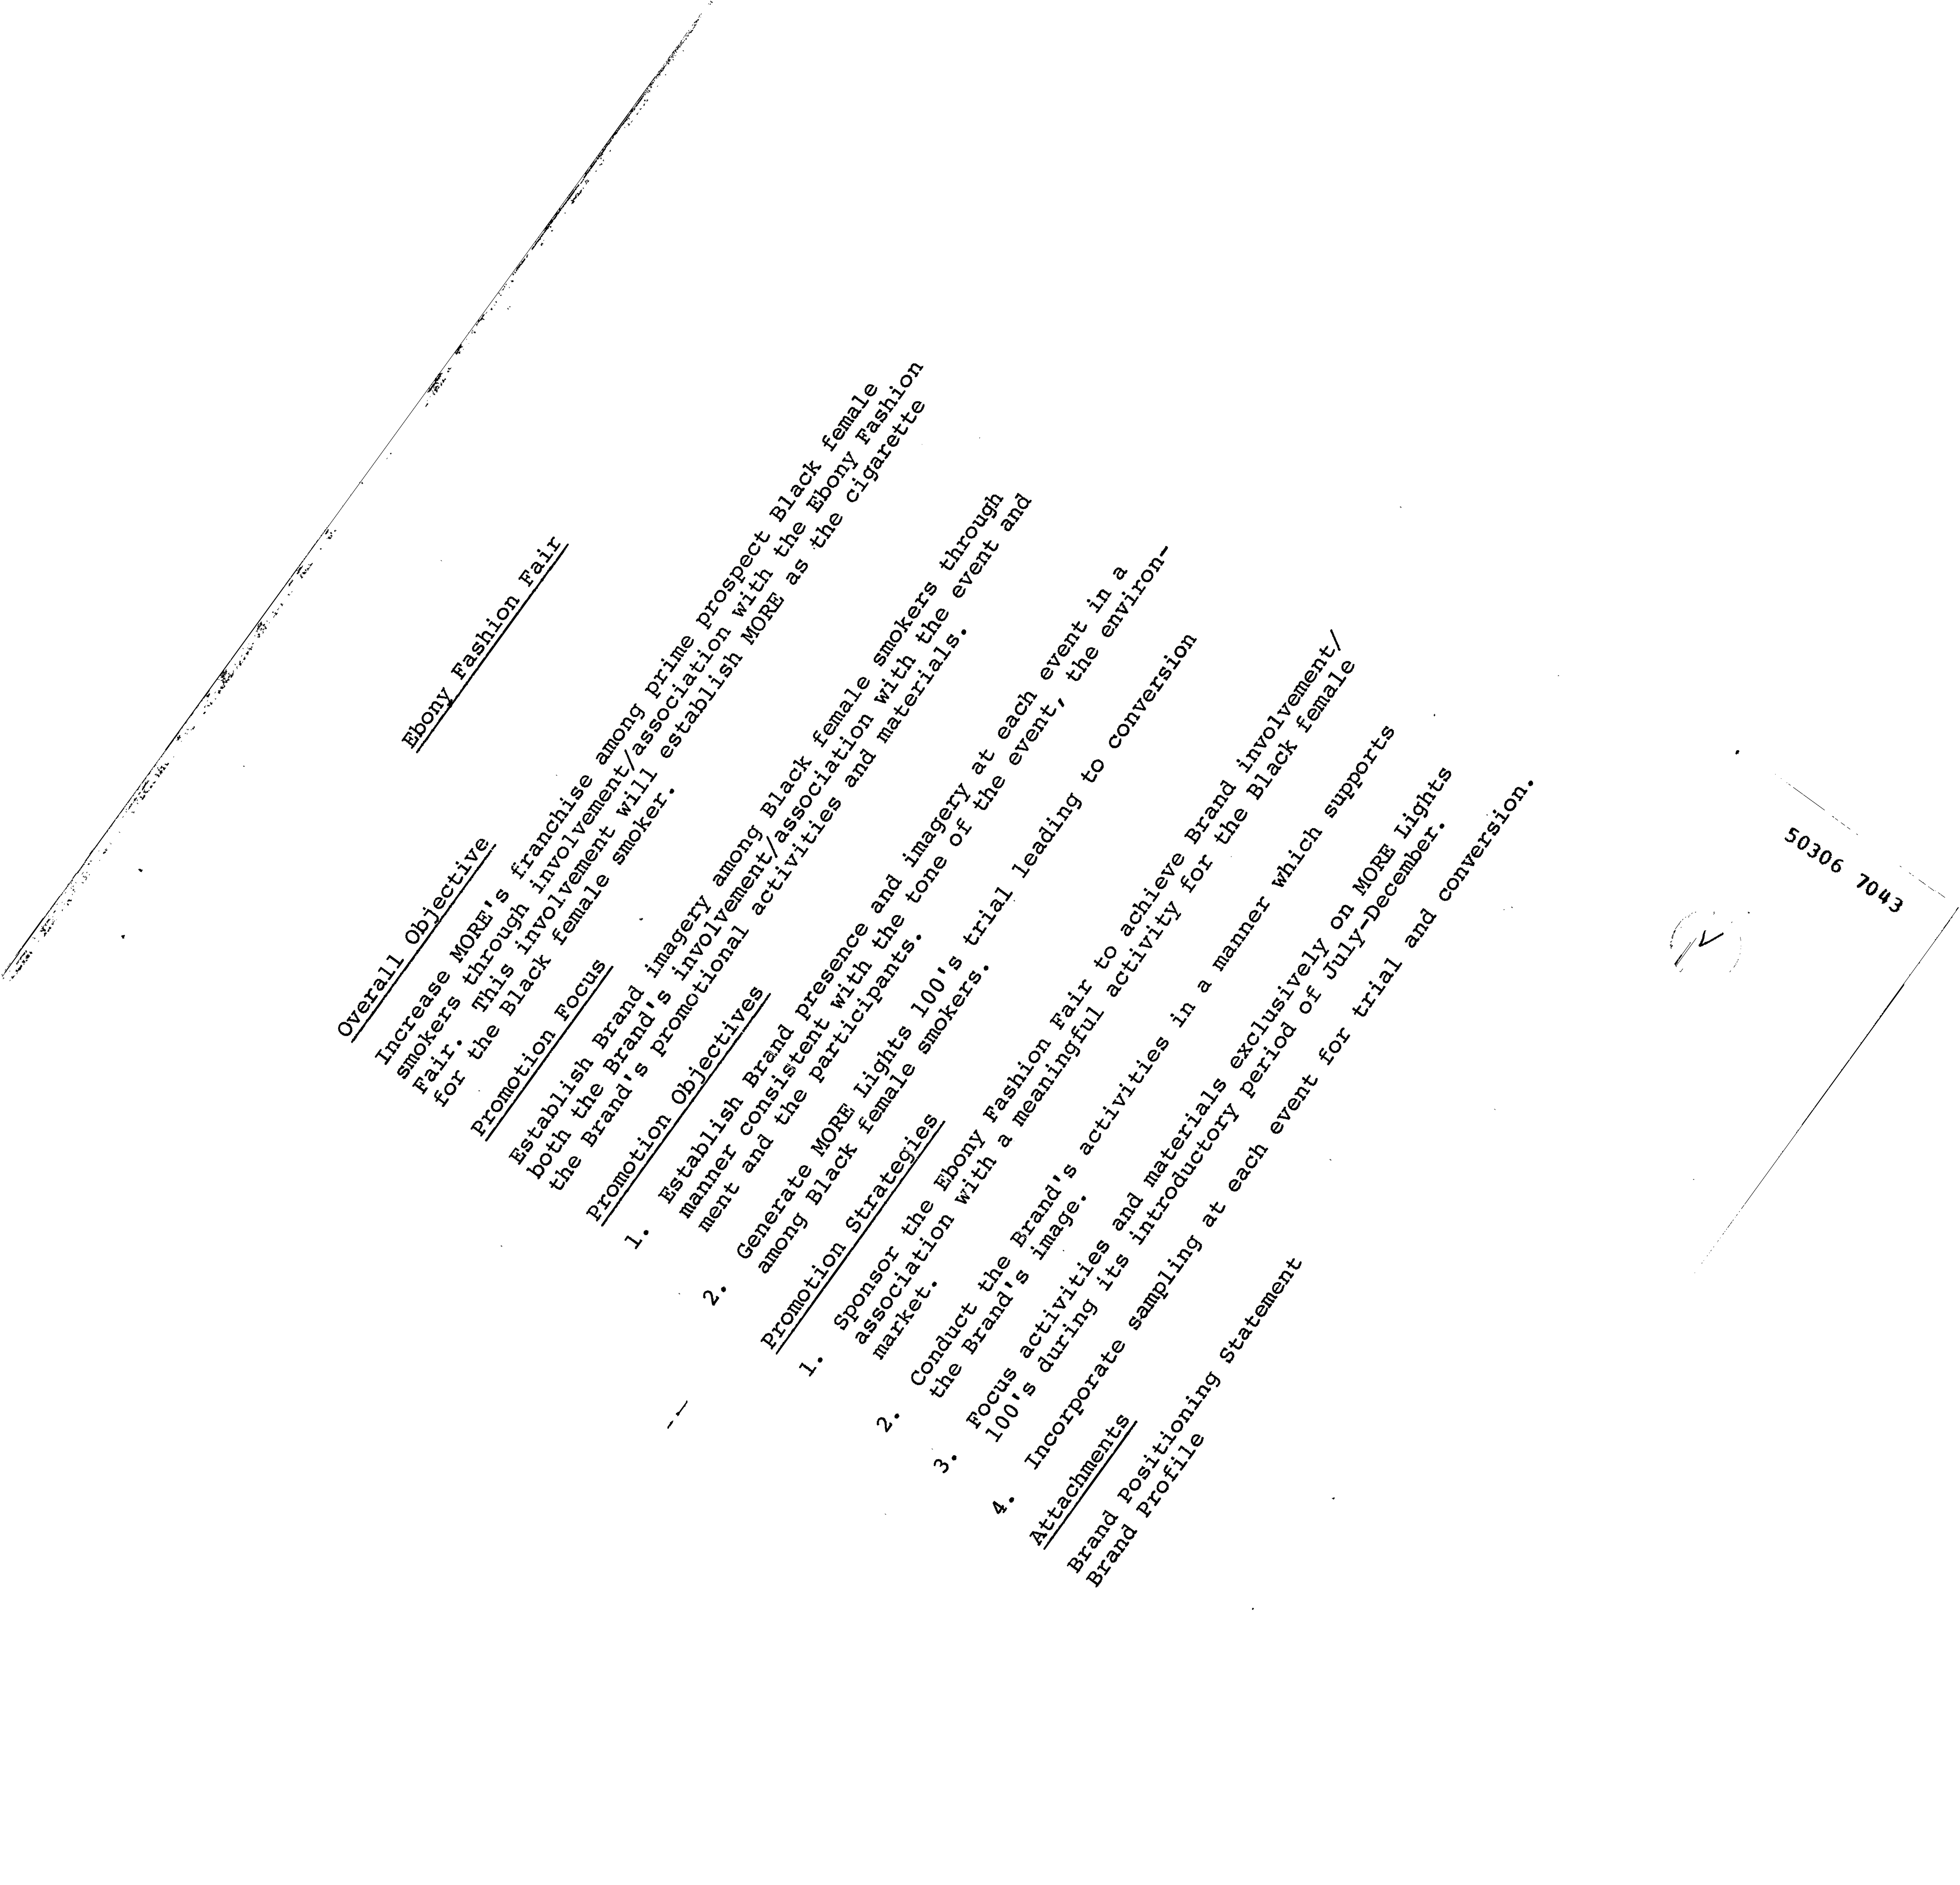 Ebony Fashion Fair
Overall Objective
Increase MORE's franchise among prime prospect Black female
smokers through involvement/association with the Ebony Fashion
Fair. This involvement will establish MORE as the cigarette
for the Black female smoker.
Promotion Focus
Establish Brand imagery among Black female smokers through
both the Brand's involvement/association with the event and
the Brand's promotional activities and materials.
Promotion Objectives
1. Establish Brand presence and imagery at each event in a
manner consistent with the tone of the event, the environ-
ment and the participants.
2. Generate MORE Lights 100's trial leading to conversion
among Black female smokers.
Promotion Strategies
1. Sponsor the Ebony Fashion Fair to achieve Brand involvement/
association with a meaningful activity for the Black female
market.
2. Conduct the Brand's activities in a manner which supports
the Brand's image.
3. Focus activities and materials exclusively on MORE Lights
100's during its introductory period of July-December.
4. Incorporate sampling at each event for trial and conversion.
Attachments
Brand Positioning Statement
Brand Profile
50306 7043